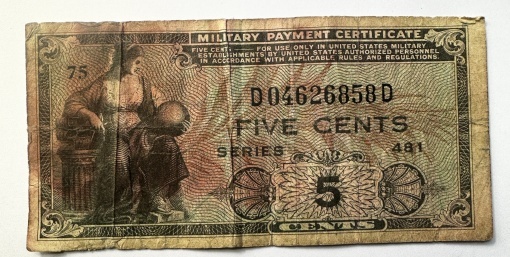 MILITARY PAYMENT CERTIFICATE
FIVE CENT — FOR USE ONLY IN UNITED STATES MILITARY
ESTABLISHMENTS BY UNITED STATES AUTHORIZED PERSONNEL
IN ACCORDANCE WITH APPLICABLE RULES AND REGULATIONS.
75
D04626858D
FIVE CENTS
SERIES 481
5
CENTS